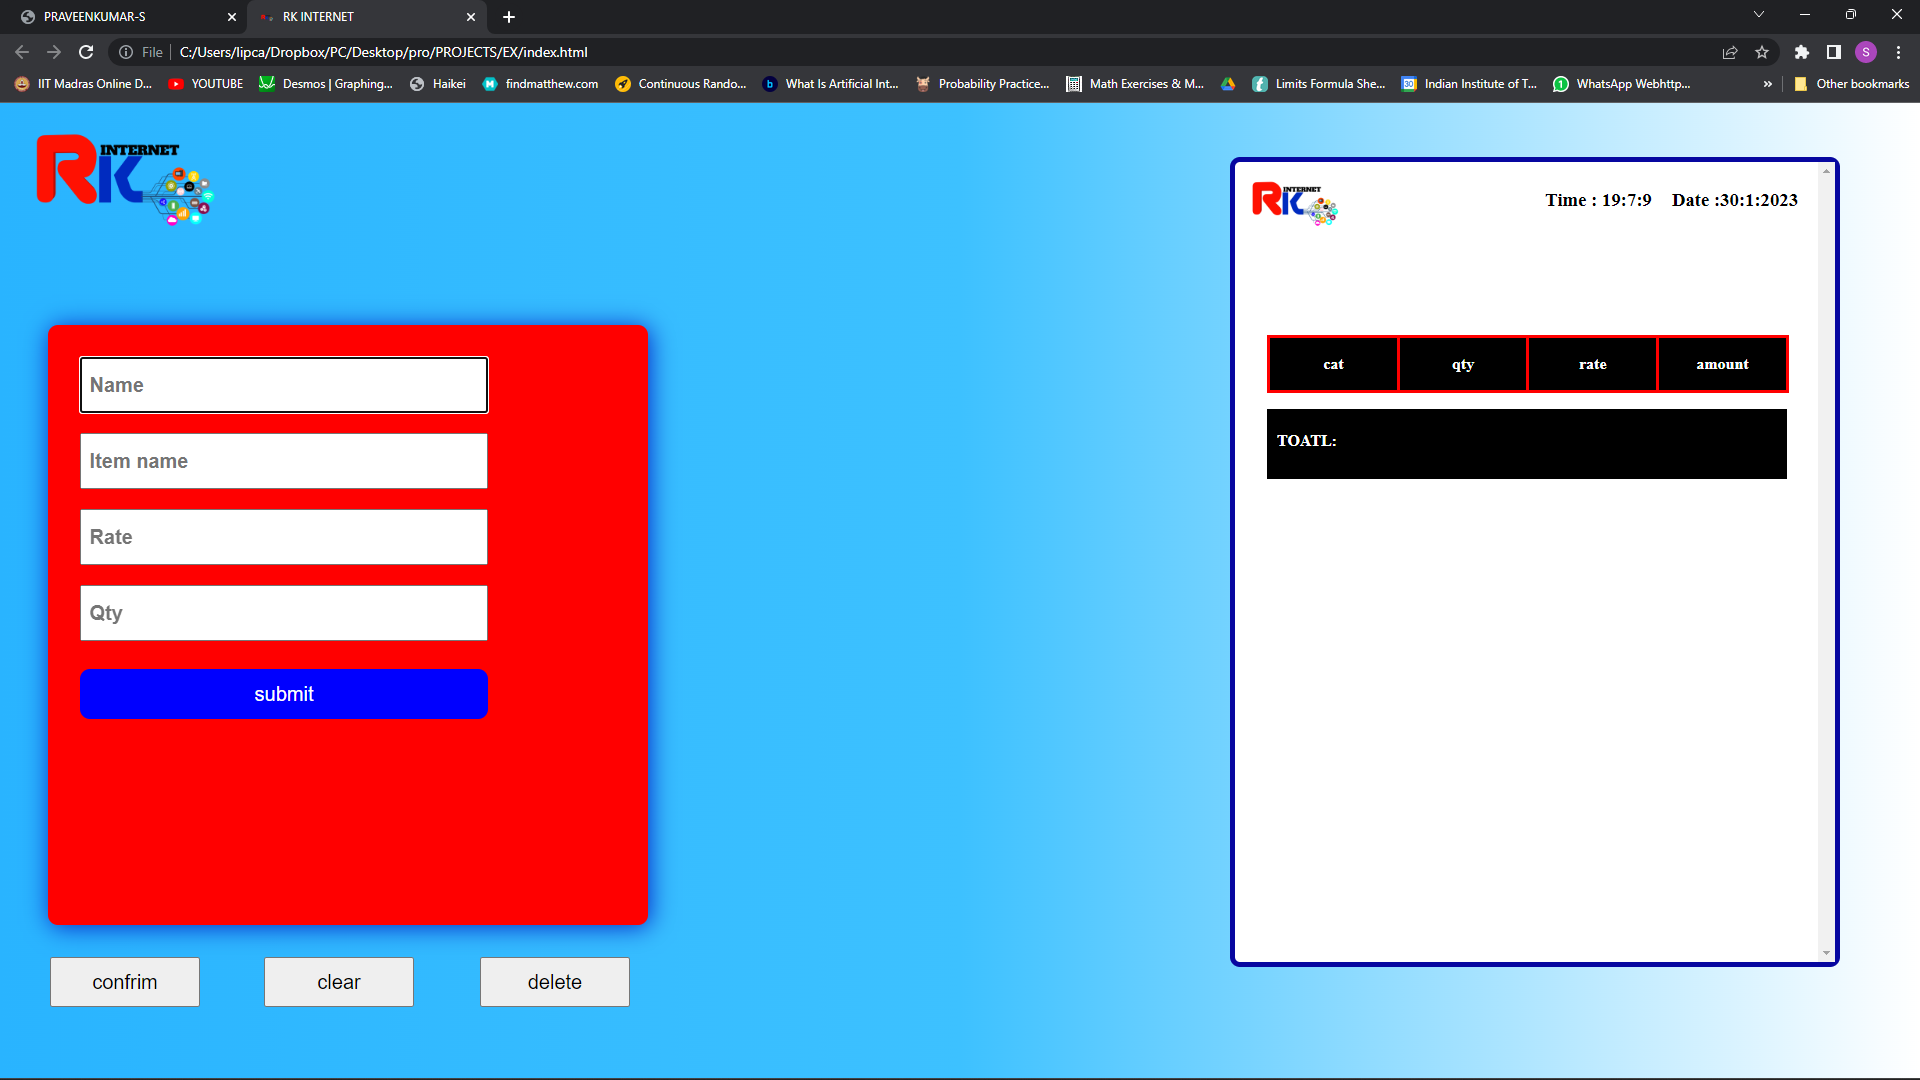 PRAVEENKUMAR-S
RK INTERNET
File
C:/Users/lipca/Dropbox/PC/Desktop/pro/PROJECTS/EX/index.html
S
IIT Madras Online D...
YOUTUBE
Desmos | Graphing...
Haikei
findmatthew.com
Continuous Rando...
What Is Artificial Int...
Probability Practice...
Math Exercises & M...
Limits Formula She...
Indian Institute of T...
WhatsApp Webhttp...
»
Other bookmarks
RK INTERNET
Name
Item name
Rate
Qty
submit
confrim
clear
delete
RK INTERNET
Time : 19:7:9
Date :30:1:2023
cat
qty
rate
amount
TOATL: